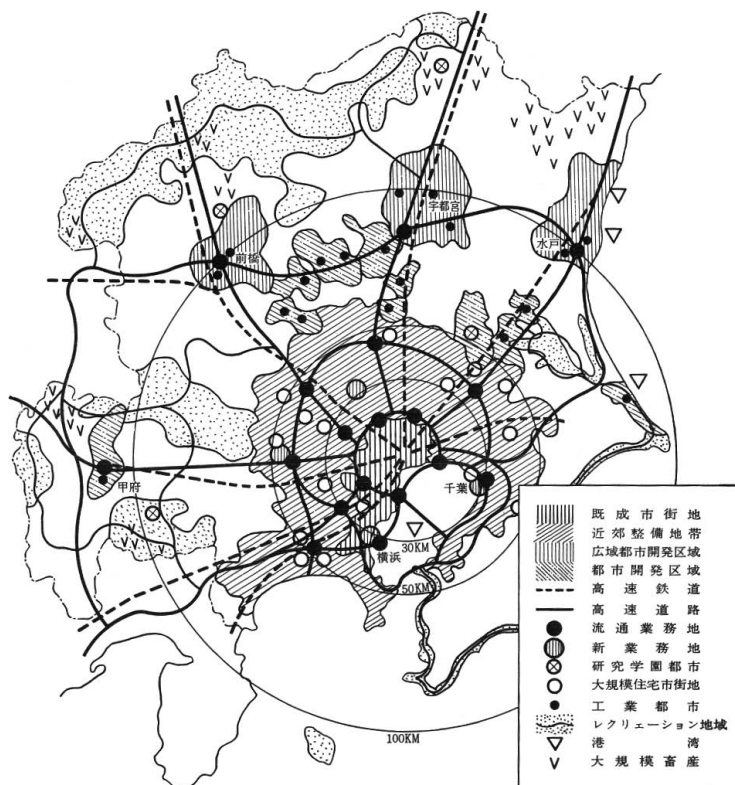 宇都宮
前橋
水戸
甲府
千葉
横浜
30KM
50KM
100KM
既成市街地
近郊整備地帯
広域都市開発区域
都市開発区域
高速鉄道
高速道路
流通業務地
新業務地
研究学園都市
大規模住宅市街地
工業都市
レクリェーション地域
港湾
大規模畜産